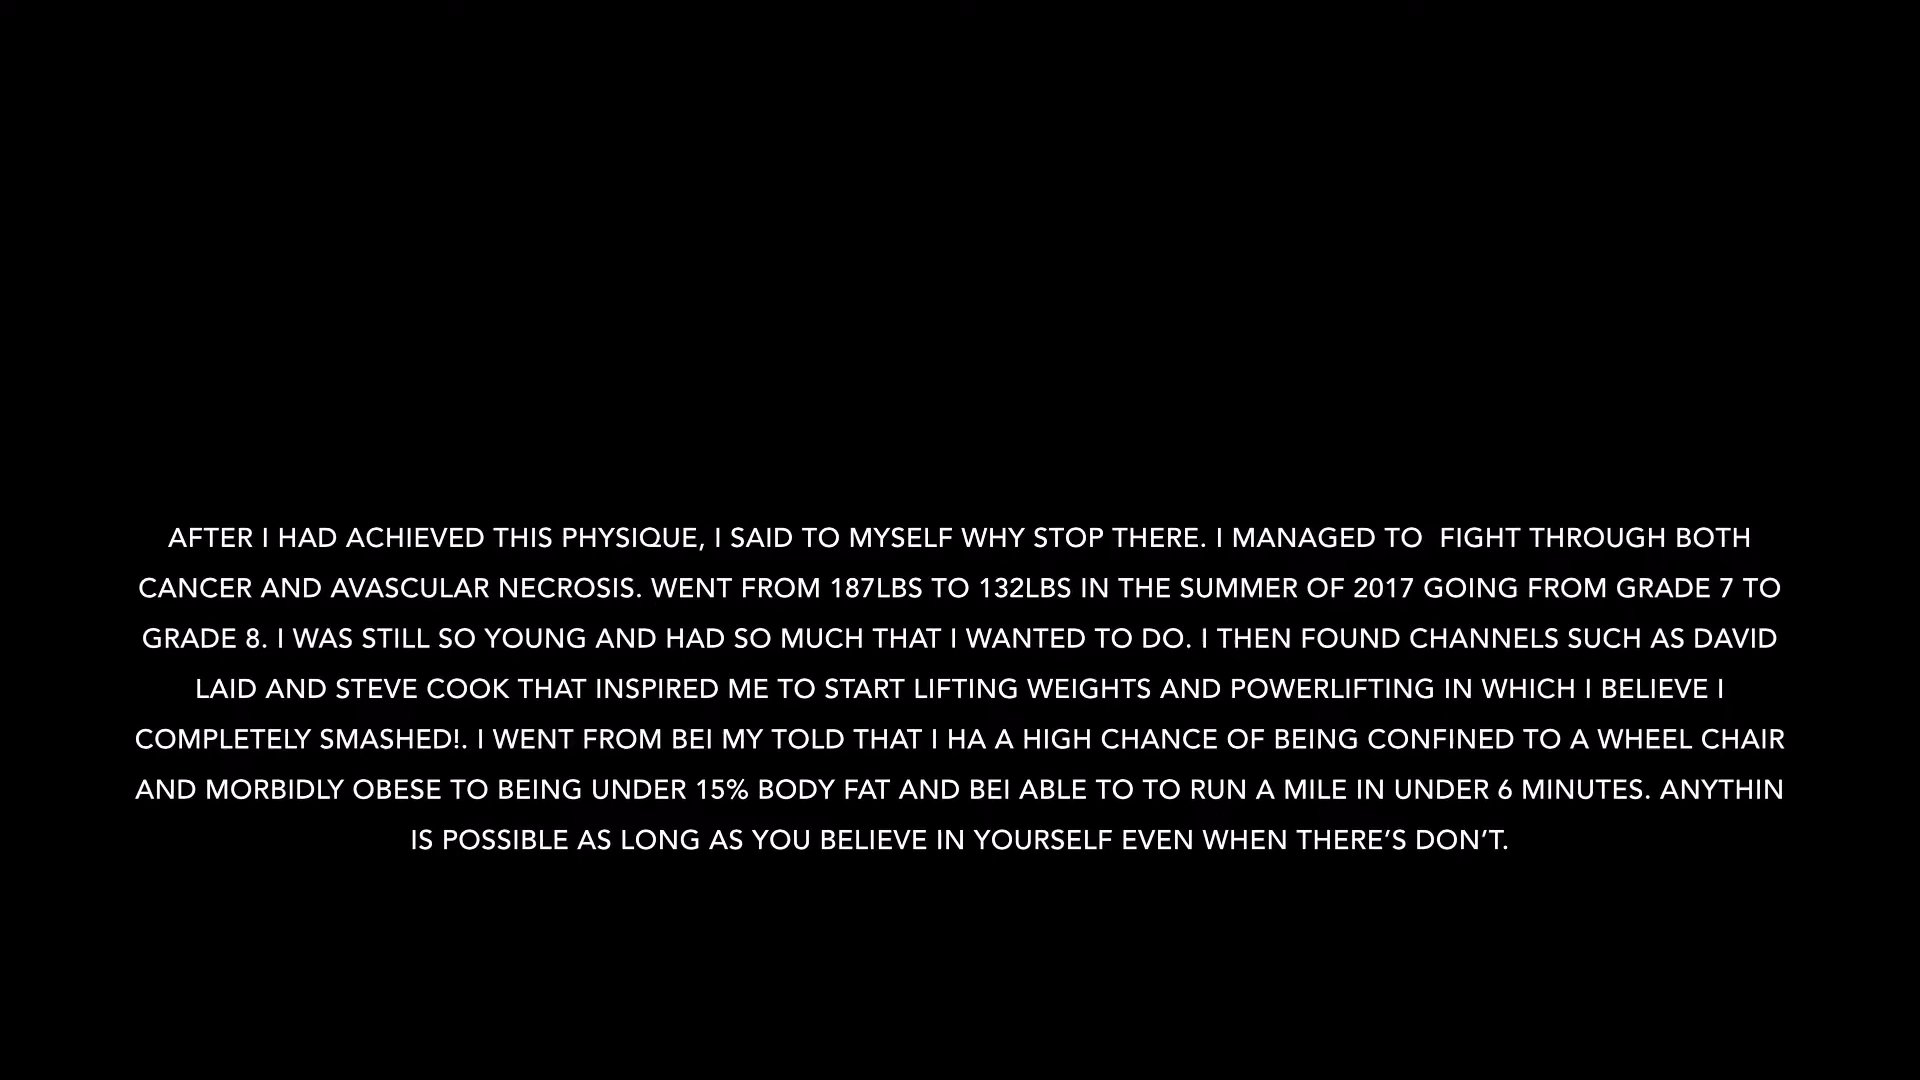 AFTER I HAD ACHIEVED THIS PHYSIQUE, I SAID TO MYSELF WHY STOP THERE. I MANAGED TO  FIGHT THROUGH BOTH
CANCER AND AVASCULAR NECROSIS. WENT FROM 187LBS TO 132LBS IN THE SUMMER OF 2017 GOING FROM GRADE 7 TO
GRADE 8. I WAS STILL SO YOUNG AND HAD SO MUCH THAT I WANTED TO DO. I THEN FOUND CHANNELS SUCH AS DAVID
LAID AND STEVE COOK THAT INSPIRED ME TO START LIFTING WEIGHTS AND POWERLIFTING IN WHICH I BELIEVE I
COMPLETELY SMASHED!. I WENT FROM BEI MY TOLD THAT I HA A HIGH CHANCE OF BEING CONFINED TO A WHEEL CHAIR
AND MORBIDLY OBESE TO BEING UNDER 15% BODY FAT AND BEI ABLE TO TO RUN A MILE IN UNDER 6 MINUTES. ANYTHIN
IS POSSIBLE AS LONG AS YOU BELIEVE IN YOURSELF EVEN WHEN THERE’S DON’T.